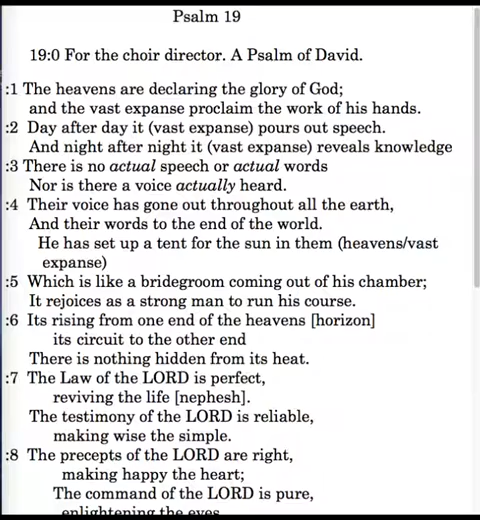 Psalm 19
19:0 For the choir director. A Psalm of David.
:1 The heavens are declaring the glory of God;
and the vast expanse proclaim the work of his hands.
:2 Day after day it (vast expanse) pours out speech.
And night after night it (vast expanse) reveals knowledge
:3 There is no actual speech or actual words
Nor is there a voice actually heard.
:4 Their voice has gone out throughout all the earth,
And their words to the end of the world.
He has set up a tent for the sun in them (heavens/vast
expanse)
:5 Which is like a bridegroom coming out of his chamber;
It rejoices as a strong man to run his course.
:6 Its rising from one end of the heavens [horizon]
its circuit to the other end
There is nothing hidden from its heat.
:7 The Law of the LORD is perfect,
reviving the life [nephesh].
The testimony of the LORD is reliable,
making wise the simple.
:8 The precepts of the LORD are right,
making happy the heart;
The command of the LORD is pure,
enlightening the eyes